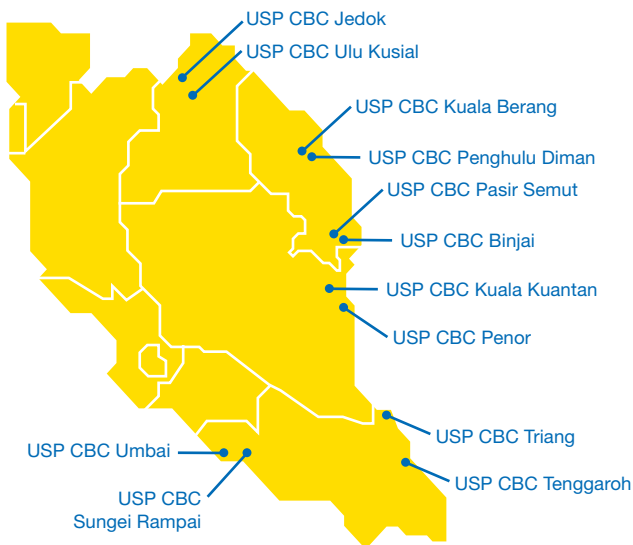 USP CBC Jedok
USP CBC Ulu Kusial
USP CBC Kuala Berang
USP CBC Penghulu Diman
USP CBC Pasir Semut
USP CBC Binjai
USP CBC Kuala Kuantan
USP CBC Penor
USP CBC Triang
USP CBC Umbai
USP CBC Tenggaroh
USP CBC
Sungei Rampai